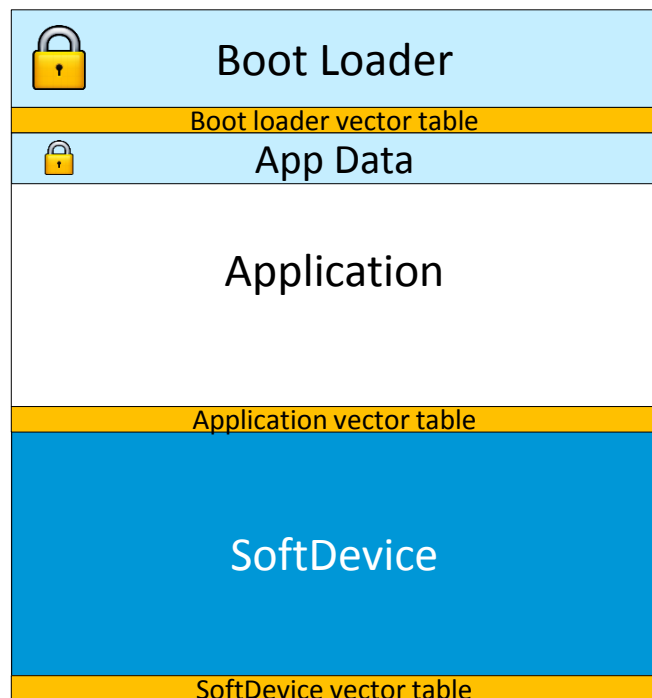 Boot Loader
Boot loader vector table
App Data
Application
Application vector table
SoftDevice
SoftDevice vector table